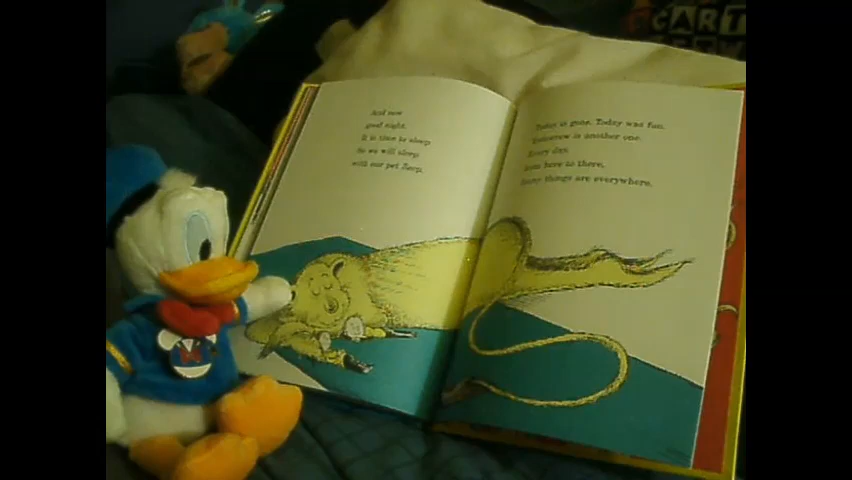 And now
good night.
It is time to sleep
So we will sleep
with our pet Zeep.
Today is gone. Today was fun.
Tomorrow is another one.
Every day,
from here to there,
funny things are everywhere.
CART